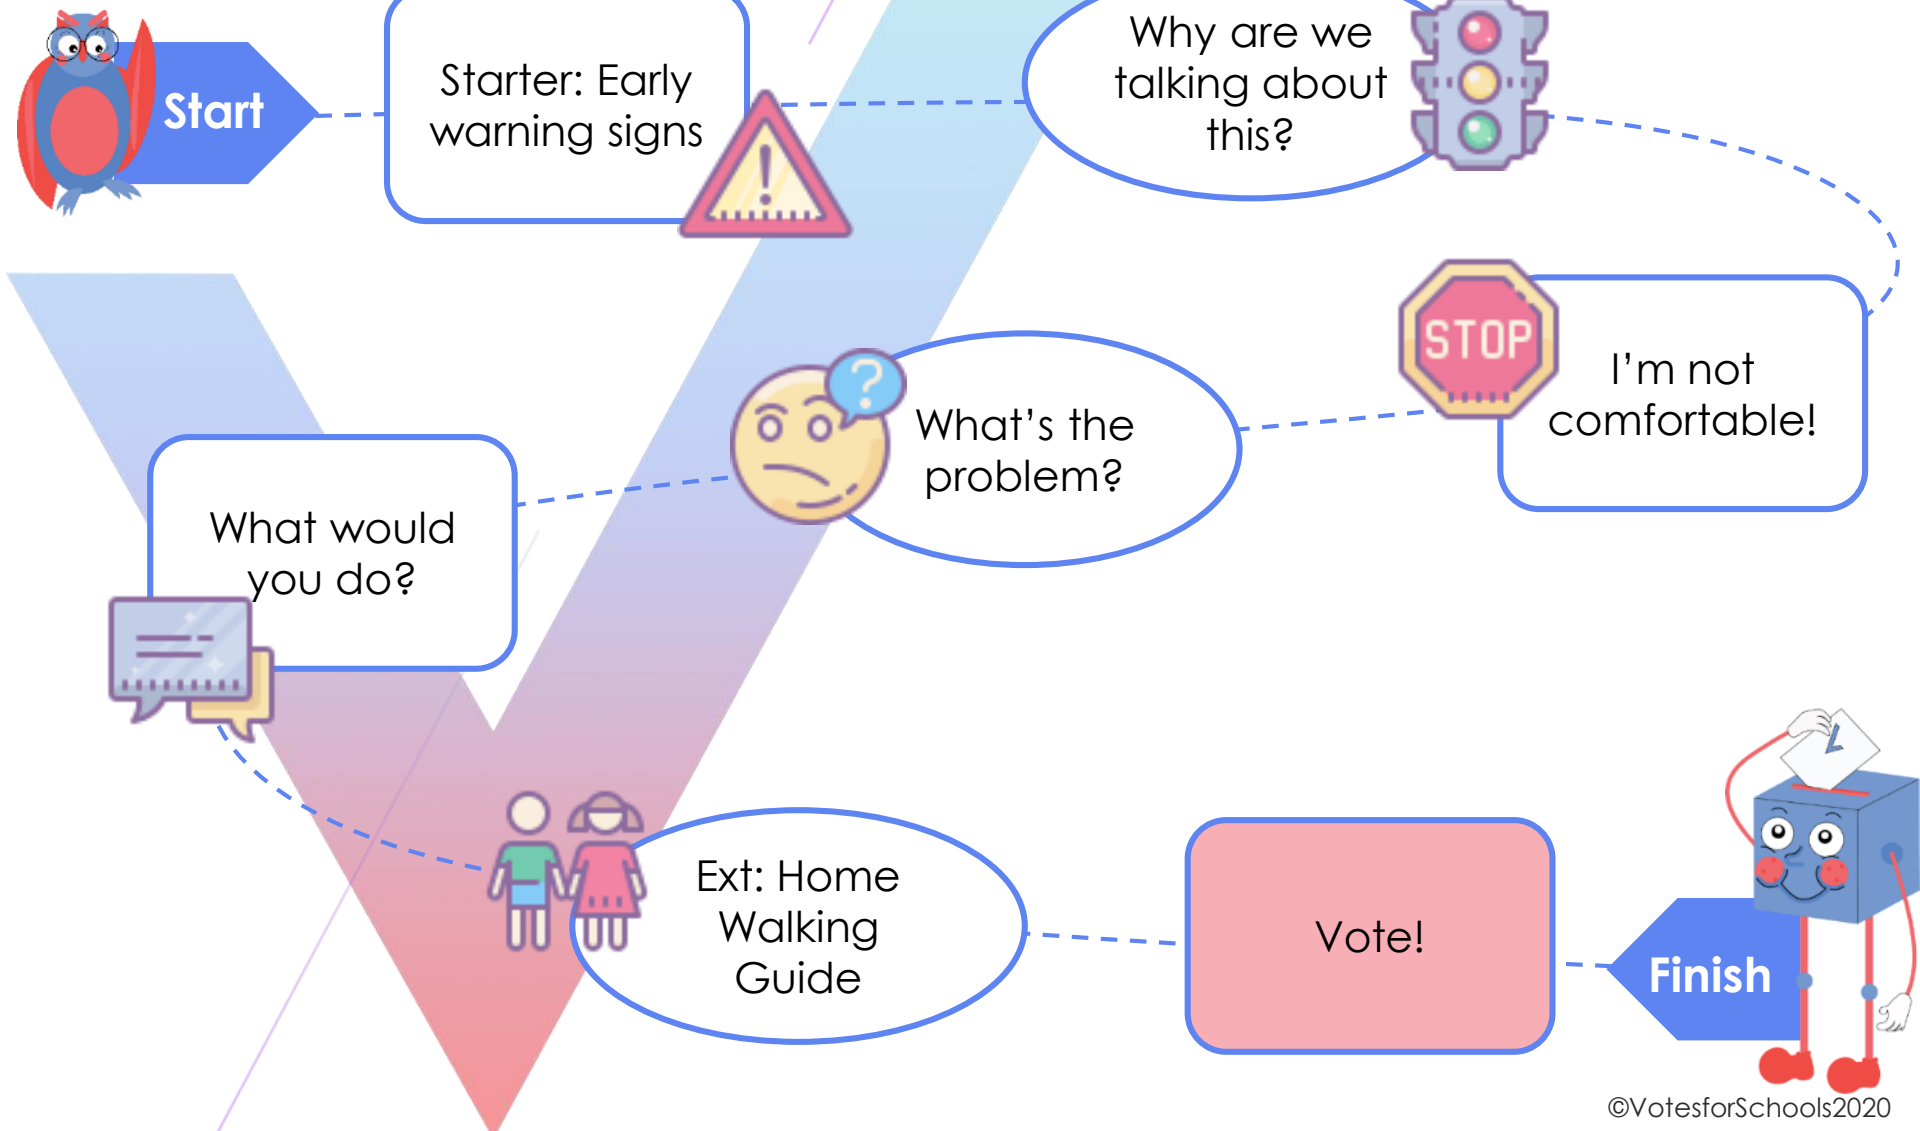 Start
Starter: Early
warning signs
Why are we
talking about
this?
STOP
I'm not
comfortable!
?
What's the
problem?
What would
you do?
Ext: Home
Walking
Guide
Vote!
Finish
©VotesforSchools2020